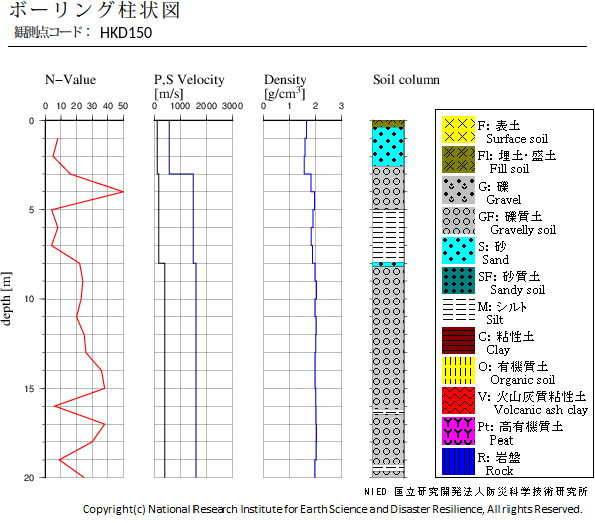 ボーリング柱状図
観測点コード： HKD150
N−Value
P,S Velocity
[m/s]
Density
[g/cm³]
Soil column
0 10 20 30 40 50
0 1000 2000 3000
0 1 2 3
0
5
10
15
20
depth [m]
F: 表土
Surface soil
Fl: 埋土・盛土
Fill soil
G: 礫
Gravel
GF: 礫質土
Gravelly soil
S: 砂
Sand
SF: 砂質土
Sandy soil
M: シルト
Silt
C: 粘性土
Clay
O: 有機質土
Organic soil
V: 火山灰質粘性土
Volcanic ash clay
Pt: 高有機質土
Peat
R: 岩盤
Rock
NIED 国立研究開発法人防災科学技術研究所
Copyright(c) National Research Institute for Earth Science and Disaster Resilience, All rights Reserved.